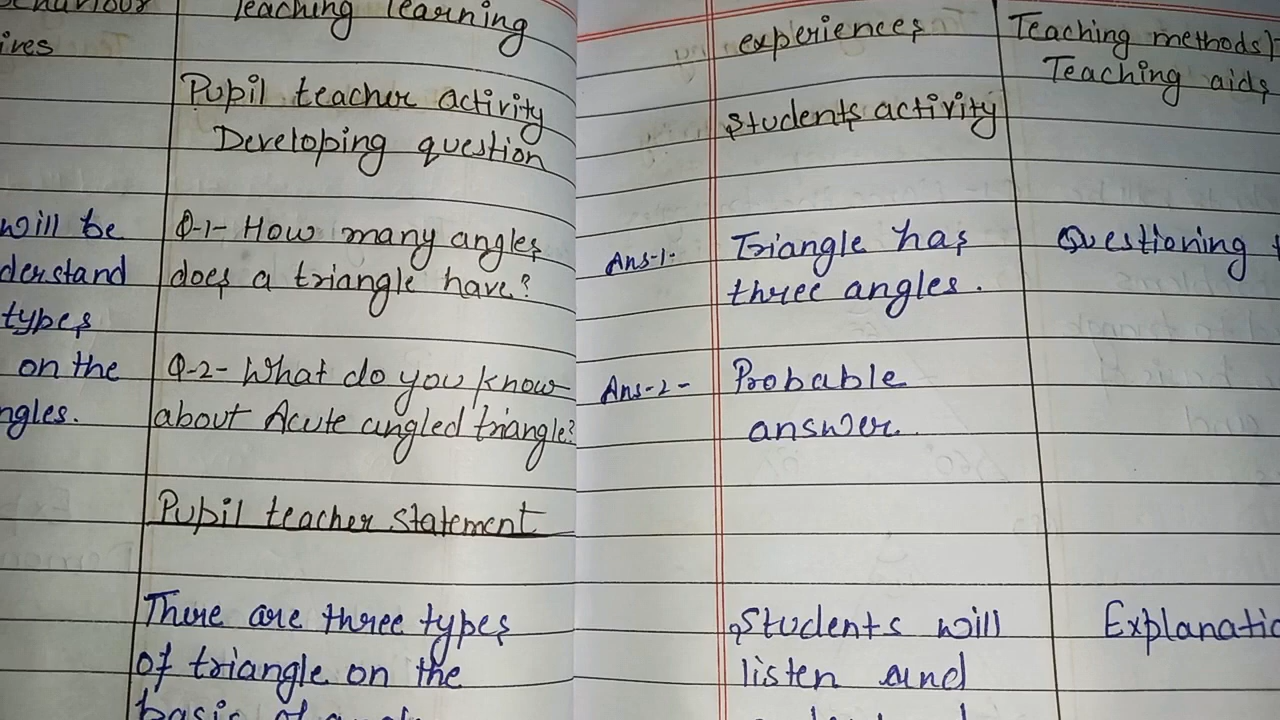 Teaching learning
ires
Pupil teacher activity
Developing question
will be
derstand
types
on the
ngles.
Q-1- How many angles
does a triangle have?
Q-2- What do you know
about Acute angled triangle?
Pupil teacher statement
There are three types
of triangle on the
basis of
experiences
Students activity
Ans-1- Triangle has
three angles.
Ans-2- Probable
answer.
Students will
listen and
Teaching methods
Teaching aids
Questioning
Explanatio